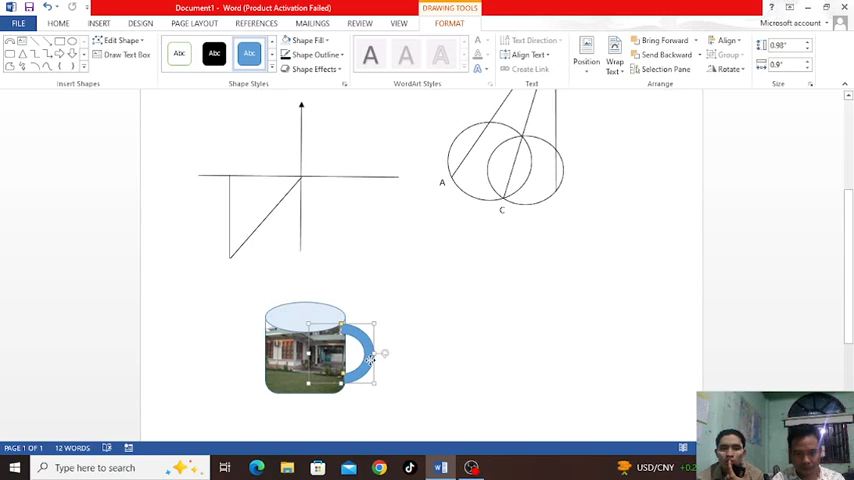 Document1 - Word (Product Activation Failed)
DRAWING TOOLS
FILE
HOME
INSERT
DESIGN
PAGE LAYOUT
REFERENCES
MAILINGS
REVIEW
VIEW
FORMAT
Microsoft account
Edit Shape
Draw Text Box
Insert Shapes
Abc
Abc
Abc
Shape Fill
Shape Outline
Shape Effects
Shape Styles
A
A
A
A
A
A
WordArt Styles
Text Direction
Align Text
Create Link
Text
Position
Wrap
Text
Bring Forward
Send Backward
Selection Pane
Align
Group
Rotate
Arrange
0.98"
0.9"
Size
A
C
PAGE 1 OF 1
12 WORDS
Type here to search
USD/CNY
+0.2